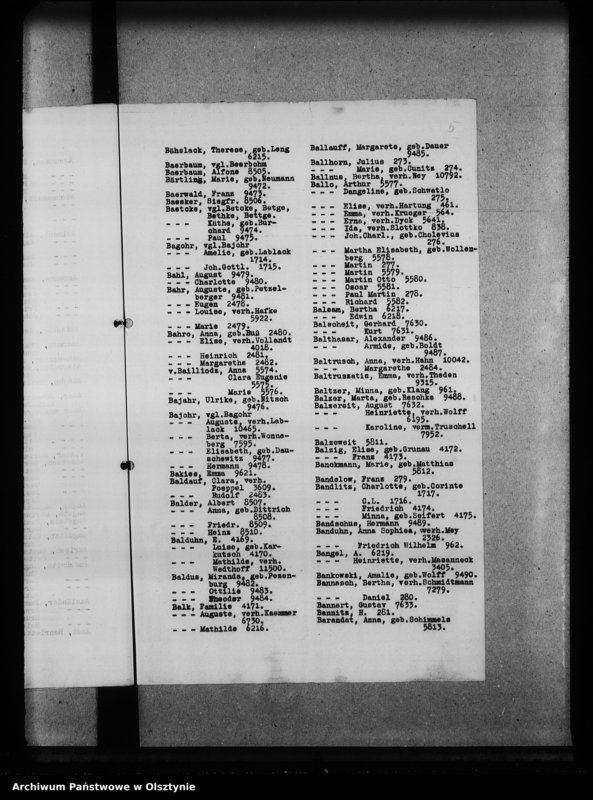 5
Bühslack, Therese, geb.Leng
6215.
Baerbaum, vgl.Beerbohm
Baerbaum, Alfons 8505.
Bärtling, Marie, geb.Neumann
9472.
Baerwald, Franz 9473.
Baesker, Siegfr. 8506.
Baetcke, vgl.Betcke, Betge,
Bethke, Bettge.
- - - Käthe, geb.Bur-
chard 9474.
- - - Paul 9475.
Bagohr, vgl.Bajohr
- - - Amelie, geb.Lablack
1714.
- - - Joh.Gottl. 1715.
Bahl, August 9479.
- - - Charlotte 9480.
Bahr, Auguste, geb.Petzel-
berger 9481.
- - - Eugen 2478.
- - - Louise, verh.Hafke
5922.
- - - Marie 2479.
Bahro, Anna, geb.Buß 2480.
- - - Elise, verh.Vollandt
4018.
- - - Heinrich 2481.
- - - Margarethe 2482.
v.Bailliodz, Anna 5574.
- - - Clara Eugenie
5575.
- - - Marie 5576.
Bajahr, Ulrike, geb.Nitsch
9476.
Bajohr, vgl.Bagohr
- - - Auguste, verh.Lab-
lack 10465.
- - - Berta, verh.Wonne-
berg 7595.
- - - Elisabeth, geb.Dau-
schewitz 9477.
- - - Hermann 9478.
Bakies, Emma 9621.
Baldauf, Clara, verh.
Poeppel 3609.
- - - Rudolf 2483.
Balder, Albert 8507.
- - - Anna, geb.Dittrich
8508.
- - - Friedr. 8509.
- - - Heinz 8510.
Balduhn, E. 4169.
- - - Luise, geb.Kar-
kutsch 4170.
- - - Mathilde, verh.
Wedthoff 11500.
Baldus, Miranda, geb.Pezen-
burg 9482.
- - - Ottilie 9483.
- - - Theodor 9484.
Balk, Familie 4171.
- - - Auguste, verh.Kaemmer
6730.
- - - Mathilde 6216.
Ballauff, Margarete, geb.Dauer
9485.
Ballhorn, Julius 273.
- - - Marie, geb.Cunitz 274.
Ballnus, Bertha, verh.Ney 10792.
Ballo, Arthur 5577.
- - - Dangeline, geb.Schwatlo
275.
- - - Elise, verh.Hartung 461.
- - - Emma, verh.Krueger 564.
- - - Erna, verh.Dyck 5641.
- - - Ida, verh.Slottko 838.
- - - Joh.Charl., geb.Cholevius
276.
- - - Martha Elisabeth, geb.Wollen-
berg 5578.
- - - Martin 277.
- - - Martin 5579.
- - - Martin Otto 5580.
- - - Oscar 5581.
- - - Paul Martin 278.
- - - Richard 5582.
Balsam, Bertha 6217.
- - - Edwin 6218.
Balscheit, Gerhard 7630.
- - - Kurt 7631.
Balthasar, Alexander 9486.
- - - Armide, geb.Boldt
9487.
Baltrusch, Anna, verh.Hahn 10042.
- - - Margarethe 2484.
Baltruszatis, Emma, verh.Theden
9315.
Baltzer, Minna, geb.Klang 961.
Balzer, Marta, geb.Reschke 9488.
Balzereit, August 7632.
- - - Heinriette, verh.Wolff
6195.
- - - Karoline, verm.Truschell
7952.
Balzeweit 5811.
Balzig, Elise, geb.Grunau 4172.
- - - Franz 4173.
Banckmann, Marie, geb.Matthias
5812.
Bandelow, Franz 279.
Bandlitz, Charlotte, geb.Corinte
1717.
- - - C.L. 1716.
- - - Friedrich 4174.
- - - Minna, geb.Seifert 4175.
Bandschus, Hermann 9489.
Banduhn, Anna Sophies, verh.Mey
2326.
- - - Friedrich Wilhelm 962.
Bangel, A. 6219.
- - - Heinriette, verh.Masanneck
3405.
Bankowski, Amalie, geb.Wolff 9490.
Bannasch, Bertha, verh.Schmidtmann
7279.
- - - Daniel 280.
Bannert, Gustav 7633.
Bannitz, H. 281.
Barandat, Anna, geb.Schimmels
5813.
Archiwum Państwowe w Olsztynie